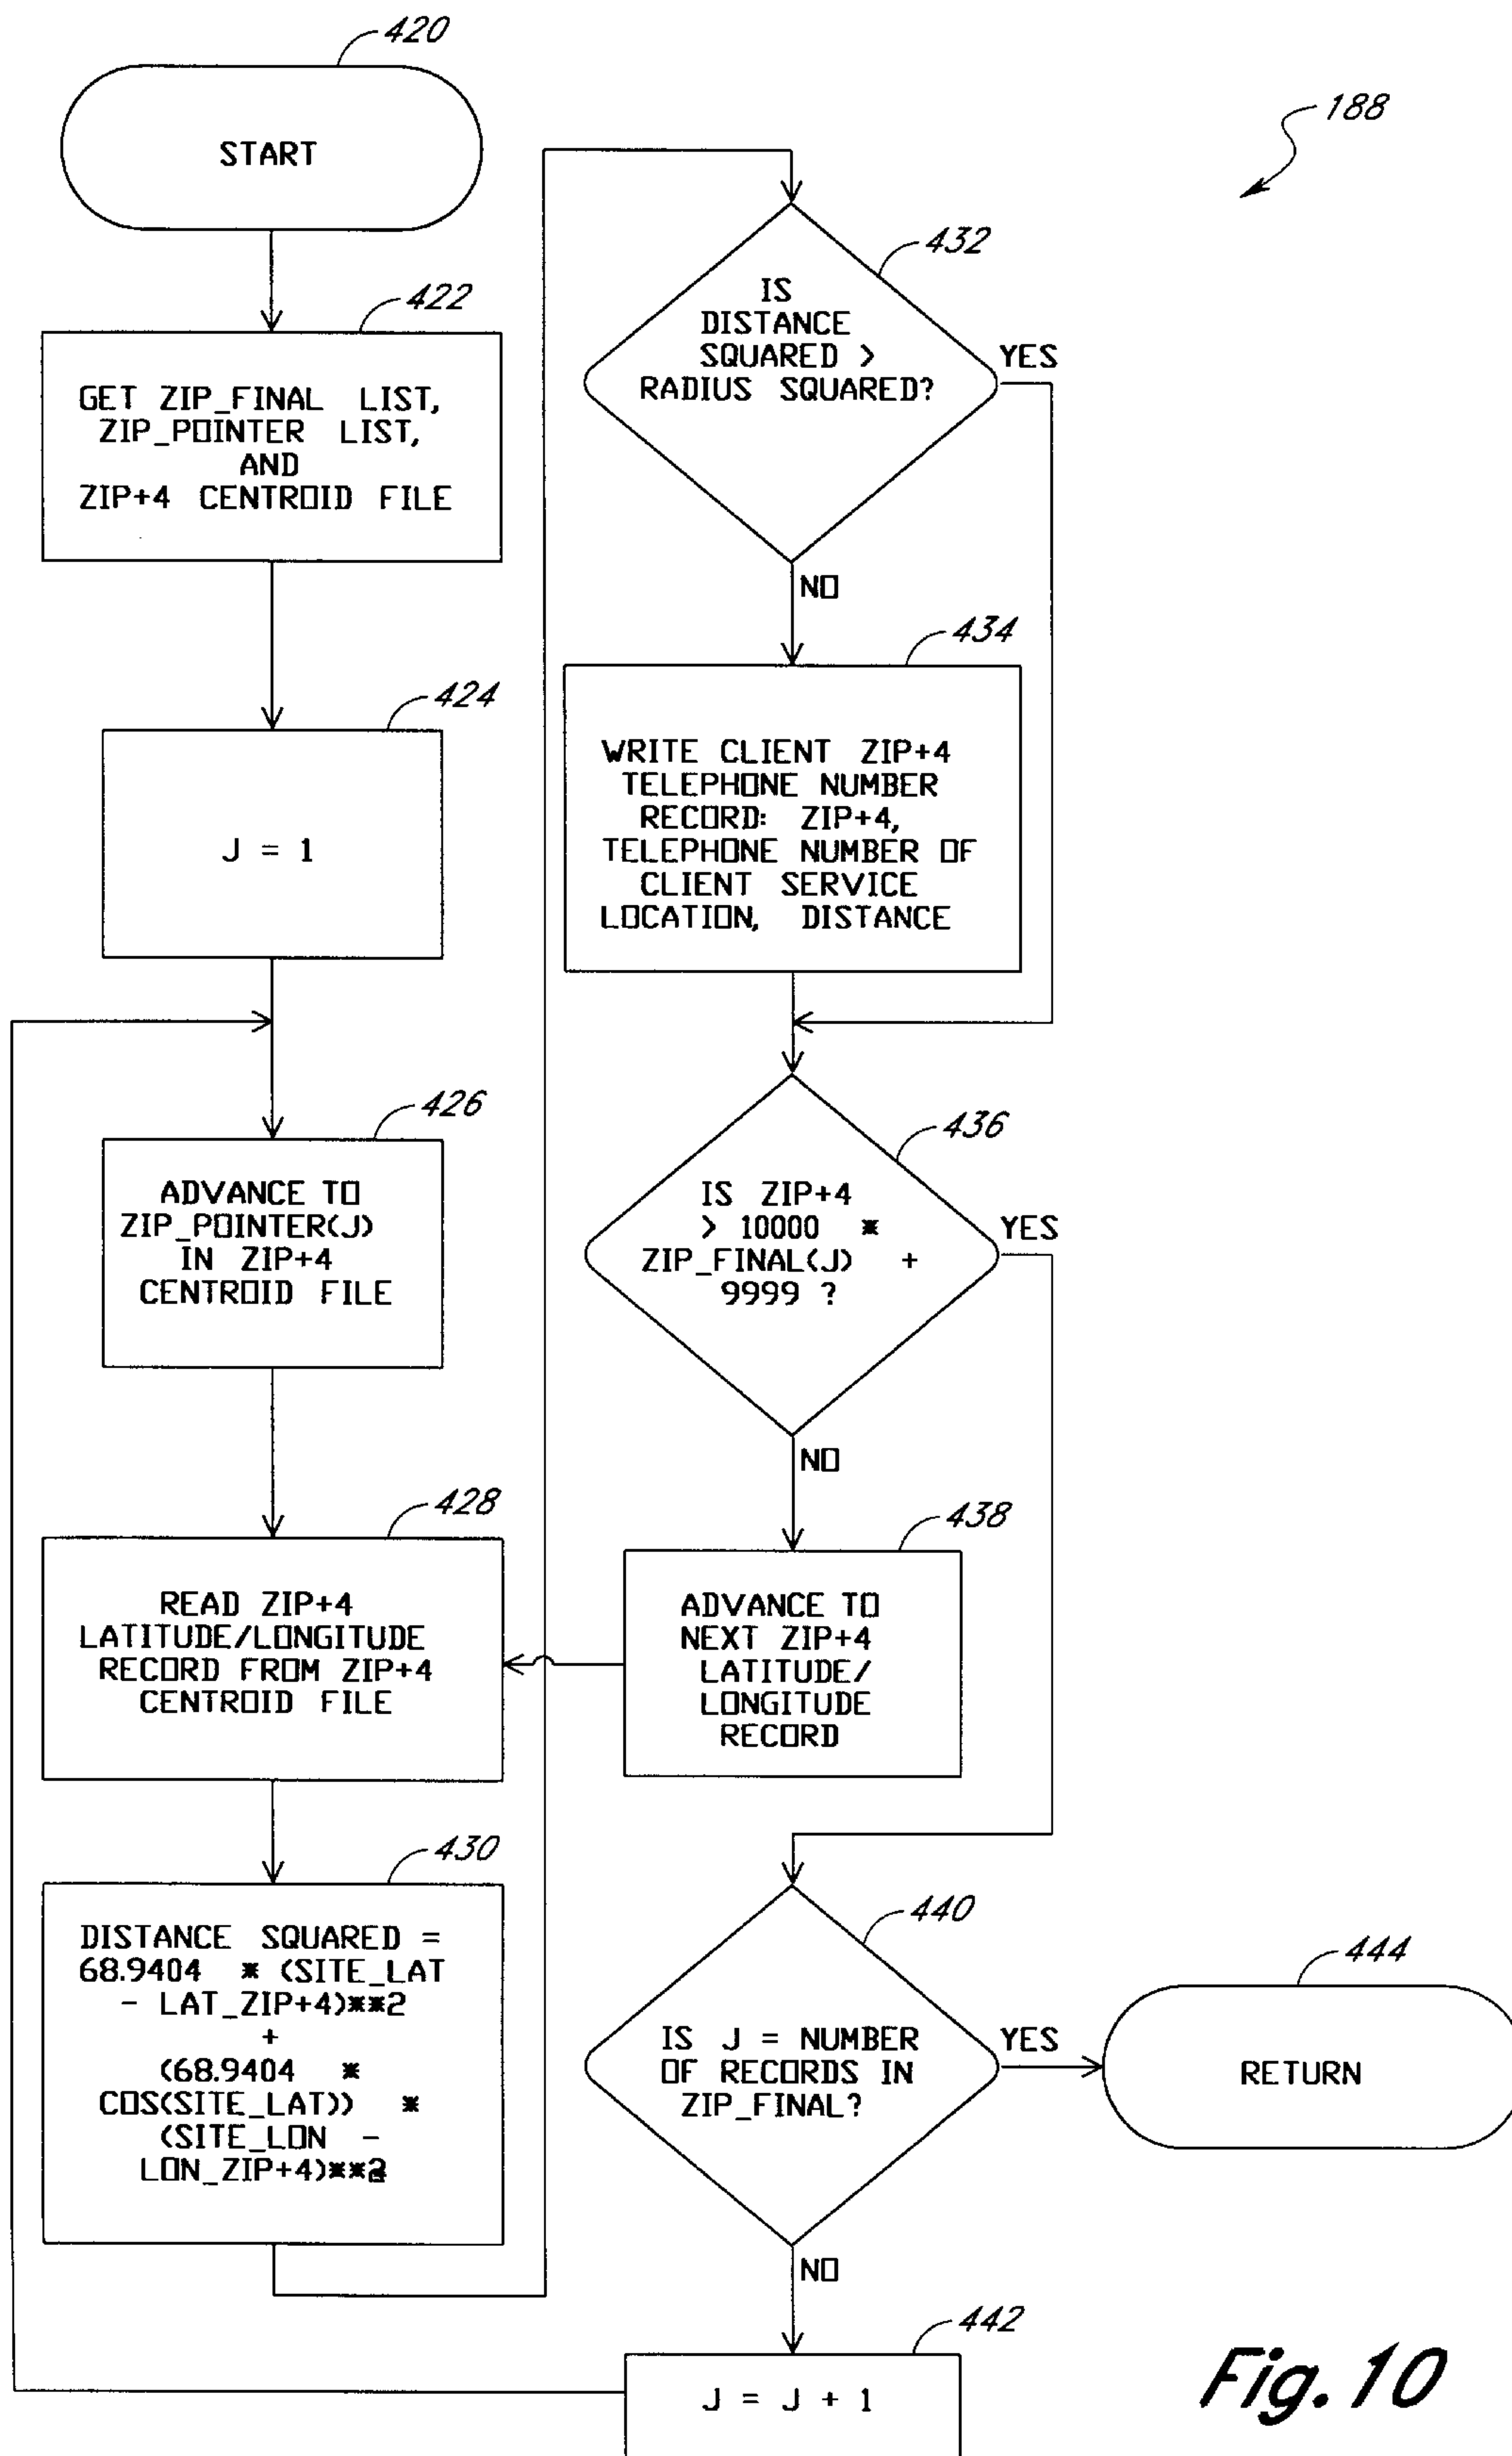 420
START
422
GET ZIP_FINAL LIST,
ZIP_POINTER LIST,
AND
ZIP+4 CENTROID FILE
424
J = 1
426
ADVANCE TO
ZIP_POINTER(J)
IN ZIP+4
CENTROID FILE
428
READ ZIP+4
LATITUDE/LONGITUDE
RECORD FROM ZIP+4
CENTROID FILE
430
DISTANCE SQUARED =
68.9404 * (SITE_LAT
- LAT_ZIP+4)**2
+
(68.9404 *
COS(SITE_LAT)) *
(SITE_LON -
LON_ZIP+4)**2
188
432
IS
DISTANCE
SQUARED >
RADIUS SQUARED?
YES
NO
434
WRITE CLIENT ZIP+4
TELEPHONE NUMBER
RECORD: ZIP+4,
TELEPHONE NUMBER OF
CLIENT SERVICE
LOCATION, DISTANCE
436
IS ZIP+4
> 10000 *
ZIP_FINAL(J) +
9999 ?
YES
NO
438
ADVANCE TO
NEXT ZIP+4
LATITUDE/
LONGITUDE
RECORD
440
IS J = NUMBER
OF RECORDS IN
ZIP_FINAL?
YES
NO
444
RETURN
442
J = J + 1
Fig. 10